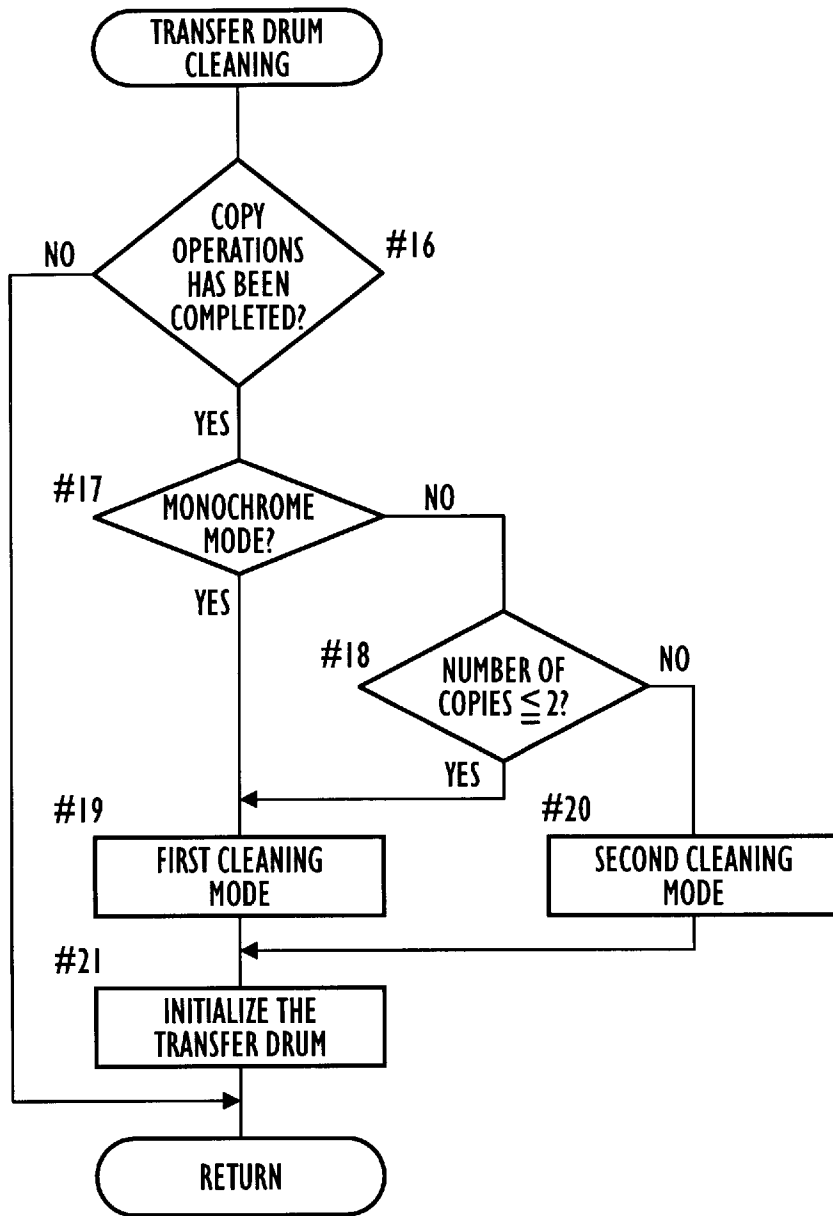 TRANSFER DRUM
CLEANING
COPY
OPERATIONS
HAS BEEN
COMPLETED?
#16
NO
YES
#17
MONOCHROME
MODE?
NO
YES
#18
NUMBER OF
COPIES ≦ 2?
NO
YES
#19
FIRST CLEANING
MODE
#20
SECOND CLEANING
MODE
#21
INITIALIZE THE
TRANSFER DRUM
RETURN